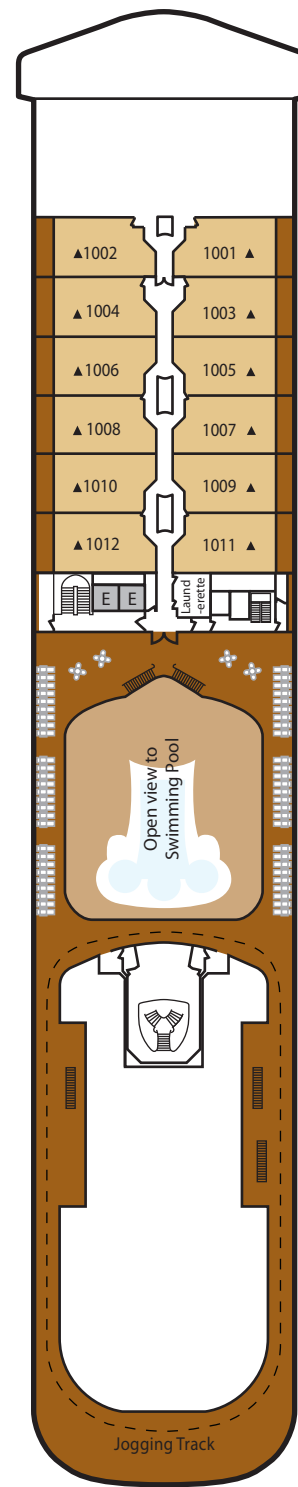 ▲1002
1001 ▲
▲ 1004
1003 ▲
▲1006
1005 ▲
▲ 1008
1007 ▲
▲1010
1009 ▲
▲ 1012
1011 ▲
E E
Laund
-erette
Open view to
Swimming Pool
Jogging Track